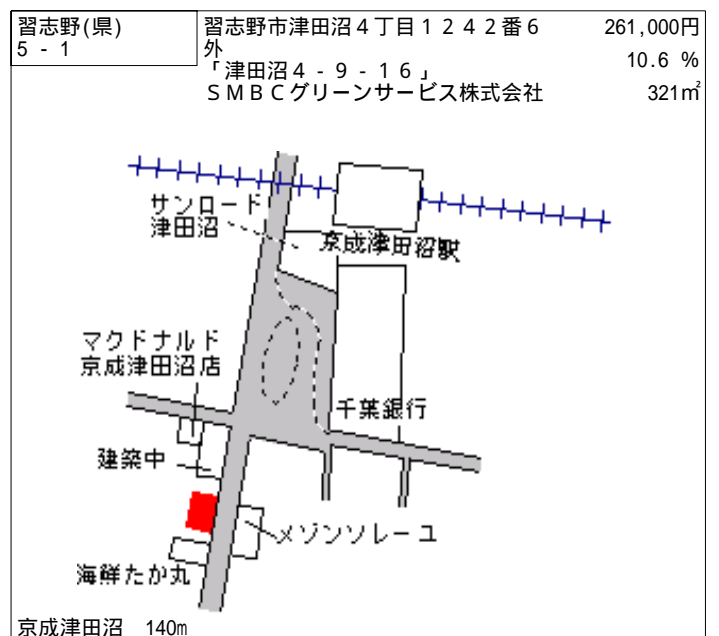 習志野(県)
5 - 1
習志野市津田沼4丁目1242番6
外
「津田沼4-9-16」
SMBCグリーンサービス株式会社
261,000円
10.6 %
321㎡
サンロード
津田沼
京成津田沼駅
マクドナルド
京成津田沼店
千葉銀行
建築中
メゾンソレーユ
海鮮たか丸
京成津田沼 140m